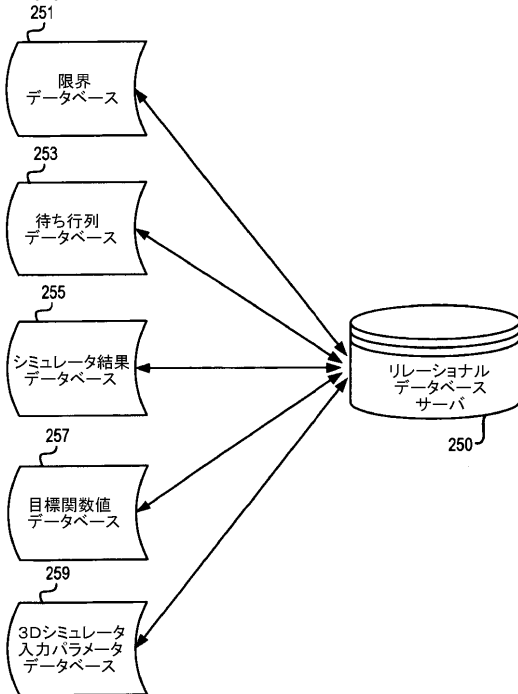 251
限界
データベース
253
待ち行列
データベース
255
シミュレータ結果
データベース
257
目標関数値
データベース
259
3Dシミュレータ
入力パラメータ
データベース
リレーショナル
データベース
サーバ
250